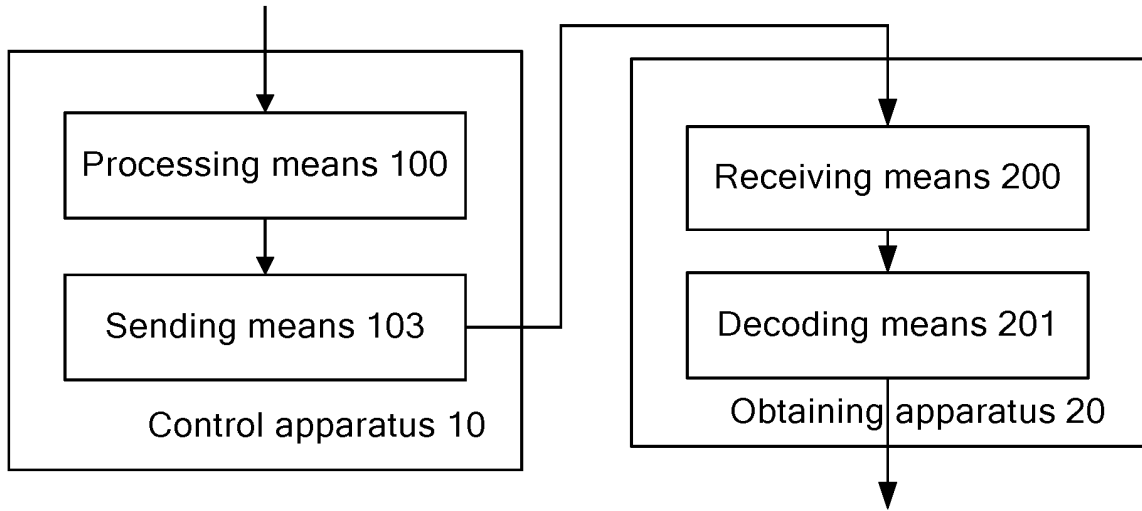 Processing means 100
Sending means 103
Control apparatus 10
Receiving means 200
Decoding means 201
Obtaining apparatus 20